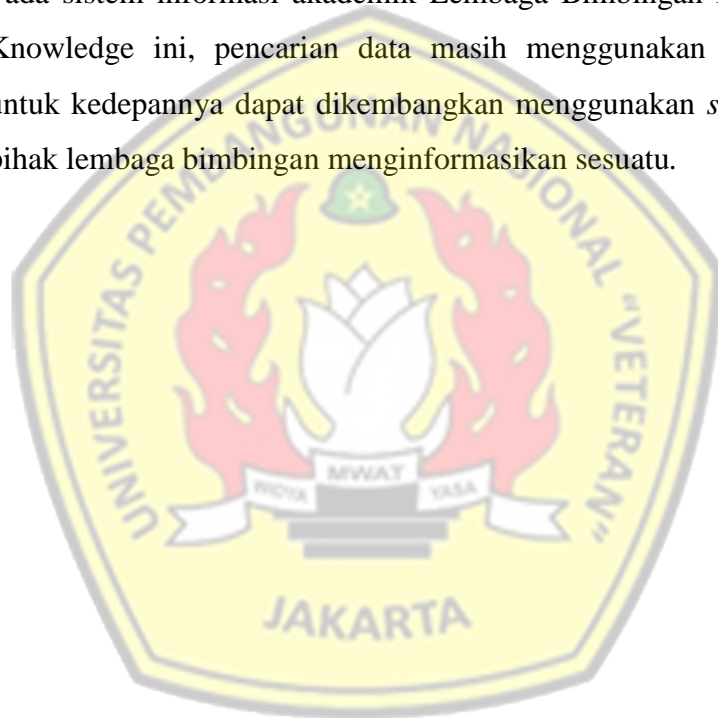 sistem informasi akademik Lembaga Bimbingan
Knowledge ini, pencarian data masih menggunakan
untuk kedepannya dapat dikembangkan menggunakan
pihak lembaga bimbingan menginformasikan sesuatu.
UNIVERSITAS PEMBANGUNAN NASIONAL "VETERAN"
WIDYA MWAT YASA
JAKARTA